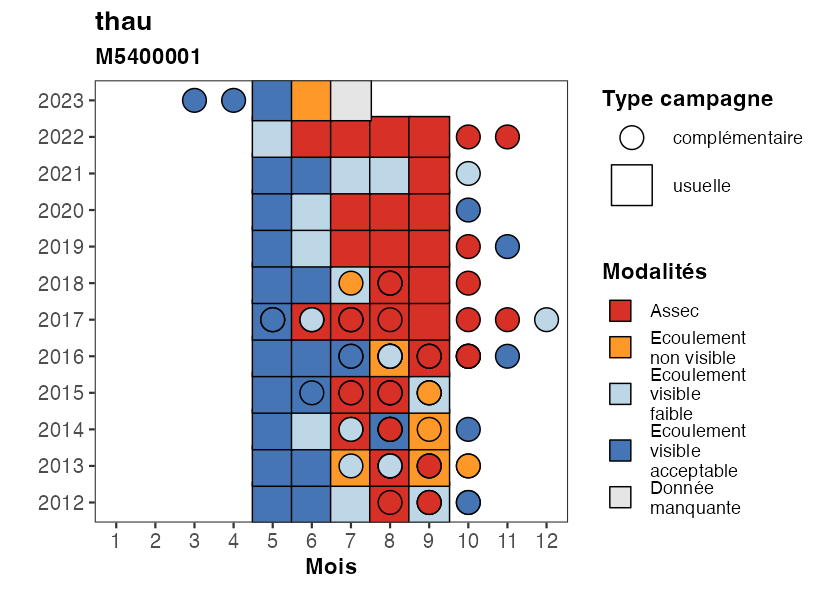 thau
M5400001
2023
2022
2021
2020
2019
2018
2017
2016
2015
2014
2013
2012
1 2 3 4 5 6 7 8 9 10 11 12
Mois
Type campagne
complémentaire
usuelle
Modalités
Assec
Ecoulement
non visible
Ecoulement
visible
faible
Ecoulement
visible
acceptable
Donnée
manquante